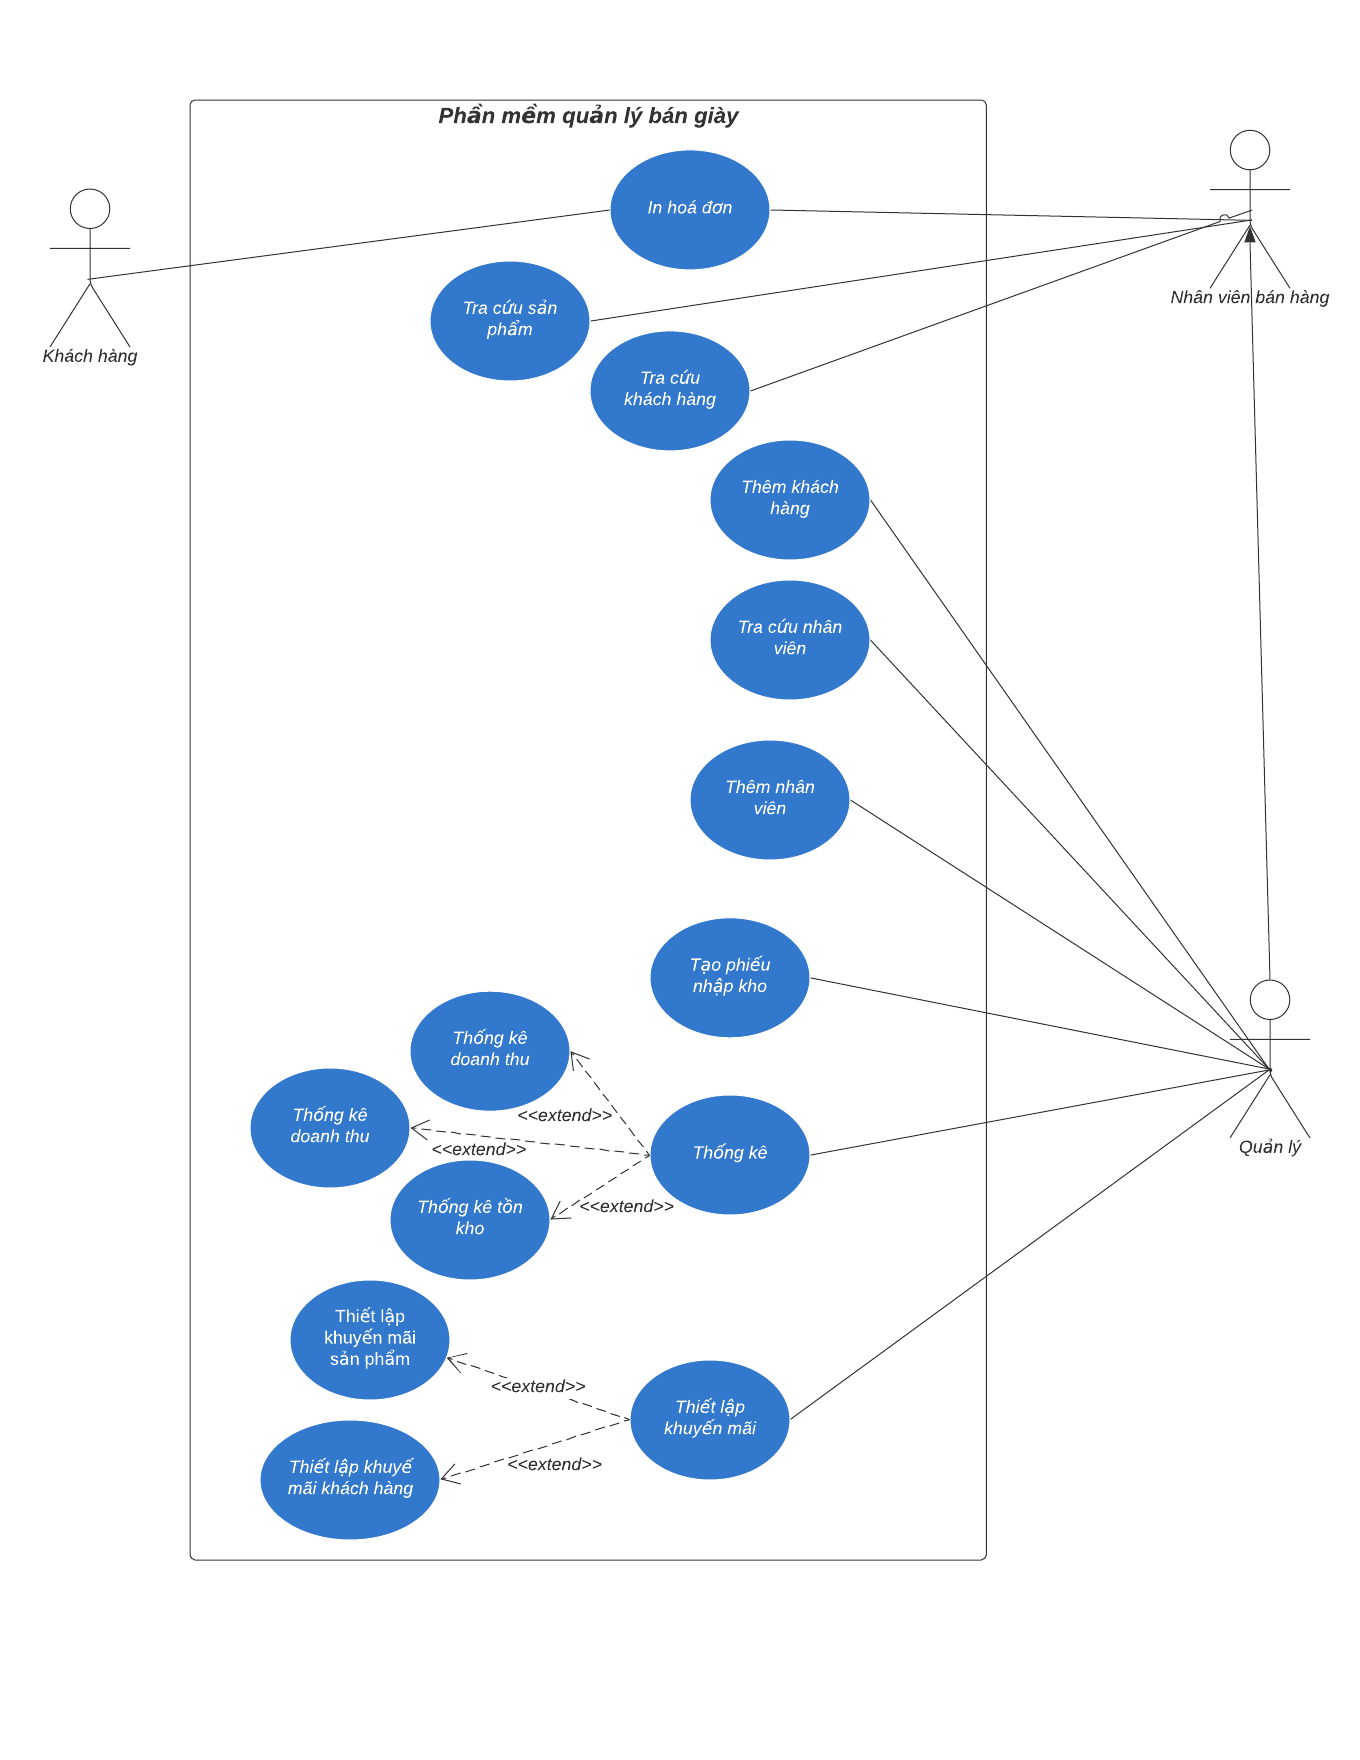 Phần mềm quản lý bán giày
In hoá đơn
Khách hàng
Nhân viên bán hàng
Tra cứu sản
phẩm
Tra cứu
khách hàng
Thêm khách
hàng
Tra cứu nhân
viên
Thêm nhân
viên
Tạo phiếu
nhập kho
Thống kê
doanh thu
<<extend>>
Thống kê
doanh thu
<<extend>>
Thống kê
Quản lý
Thống kê tồn
kho
<<extend>>
Thiết lập
khuyến mãi
sản phẩm
<<extend>>
Thiết lập
khuyến mãi
Thiết lập khuyế
mãi khách hàng
<<extend>>